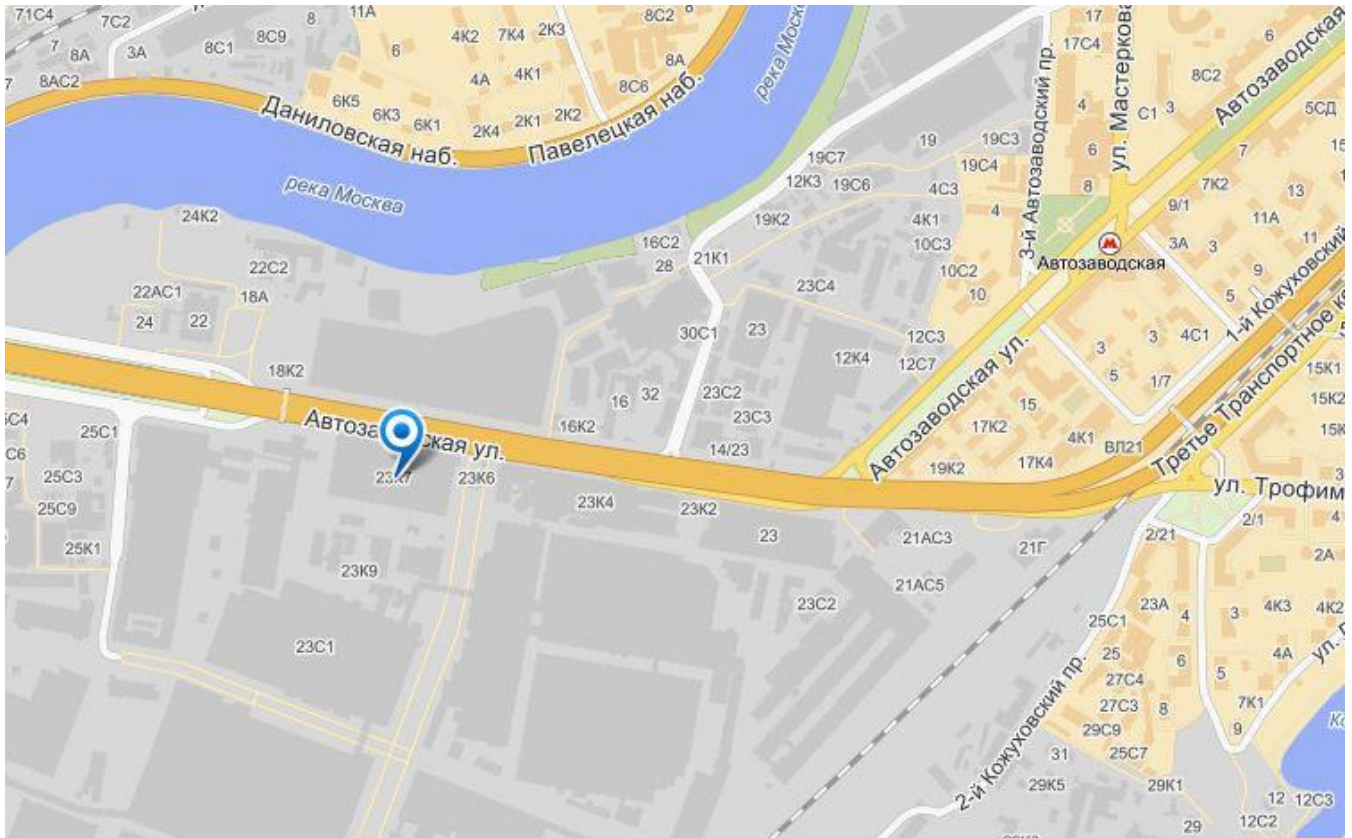 71С4
7С2
8
11А
8С2
8
7
8А
3А
8С1
8С9
6
4К2
7К4
2К3
8АС2
4А
4К1
8С6
8А
6К5
6К3
6К1
2К4
2К1
2К2
Даниловская наб.
Павелецкая наб.
река Москва
река Моск
17
17С4
ул. Мастеркова
3-й Автозаводский пр.
4
6
8
С1
3
8С2
6
Автозаводская
5СД
7
7К2
13
9/1
11А
11
3А
3
9
5
Автозаводская
1-й Кожуховский
19
19С3
19С7
19С4
12К3
19С6
4С3
19К2
4К1
4
10С3
16С2
21К1
28
10С2
10
23С4
24К2
22С2
22АС1
18А
24
22
30С1
23
12С3
12К4
12С7
18К2
16
32
23С2
23С3
14/23
16К2
Автозаводская ул.
Автозаводская ул.
3
3
4С1
5
1/7
15
17К2
4К1
ВЛ21
19К2
17К4
Третье Транспортное ко
15К1
15К2
ул. Трофим
5С4
25С1
25С3
25С9
25К1
23К7
23К6
23К4
23К2
23
21АС3
21Г
21АС5
23К9
23С2
23С1
2/21
2/1
4
2А
23А
4
3
4К3
4К2
25С1
25
6
5
4А
27С4
27С3
8
7К1
9
29С9
25С7
31
29К5
29К1
29
12
12С3
12С2
2-й Кожуховский пр.